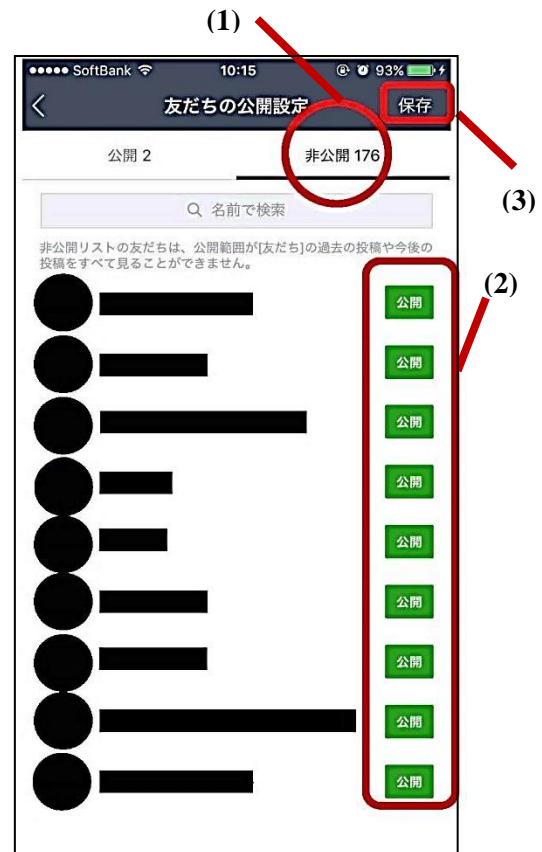 (1)
SoftBank 10:15 93%
友だちの公開設定 保存
(3)
公開 2 非公開 176
名前で検索
非公開リストの友だちは、公開範囲が[友だち]の過去の投稿や今後の
投稿をすべて見ることができません。
(2)
公開
公開
公開
公開
公開
公開
公開
公開
公開